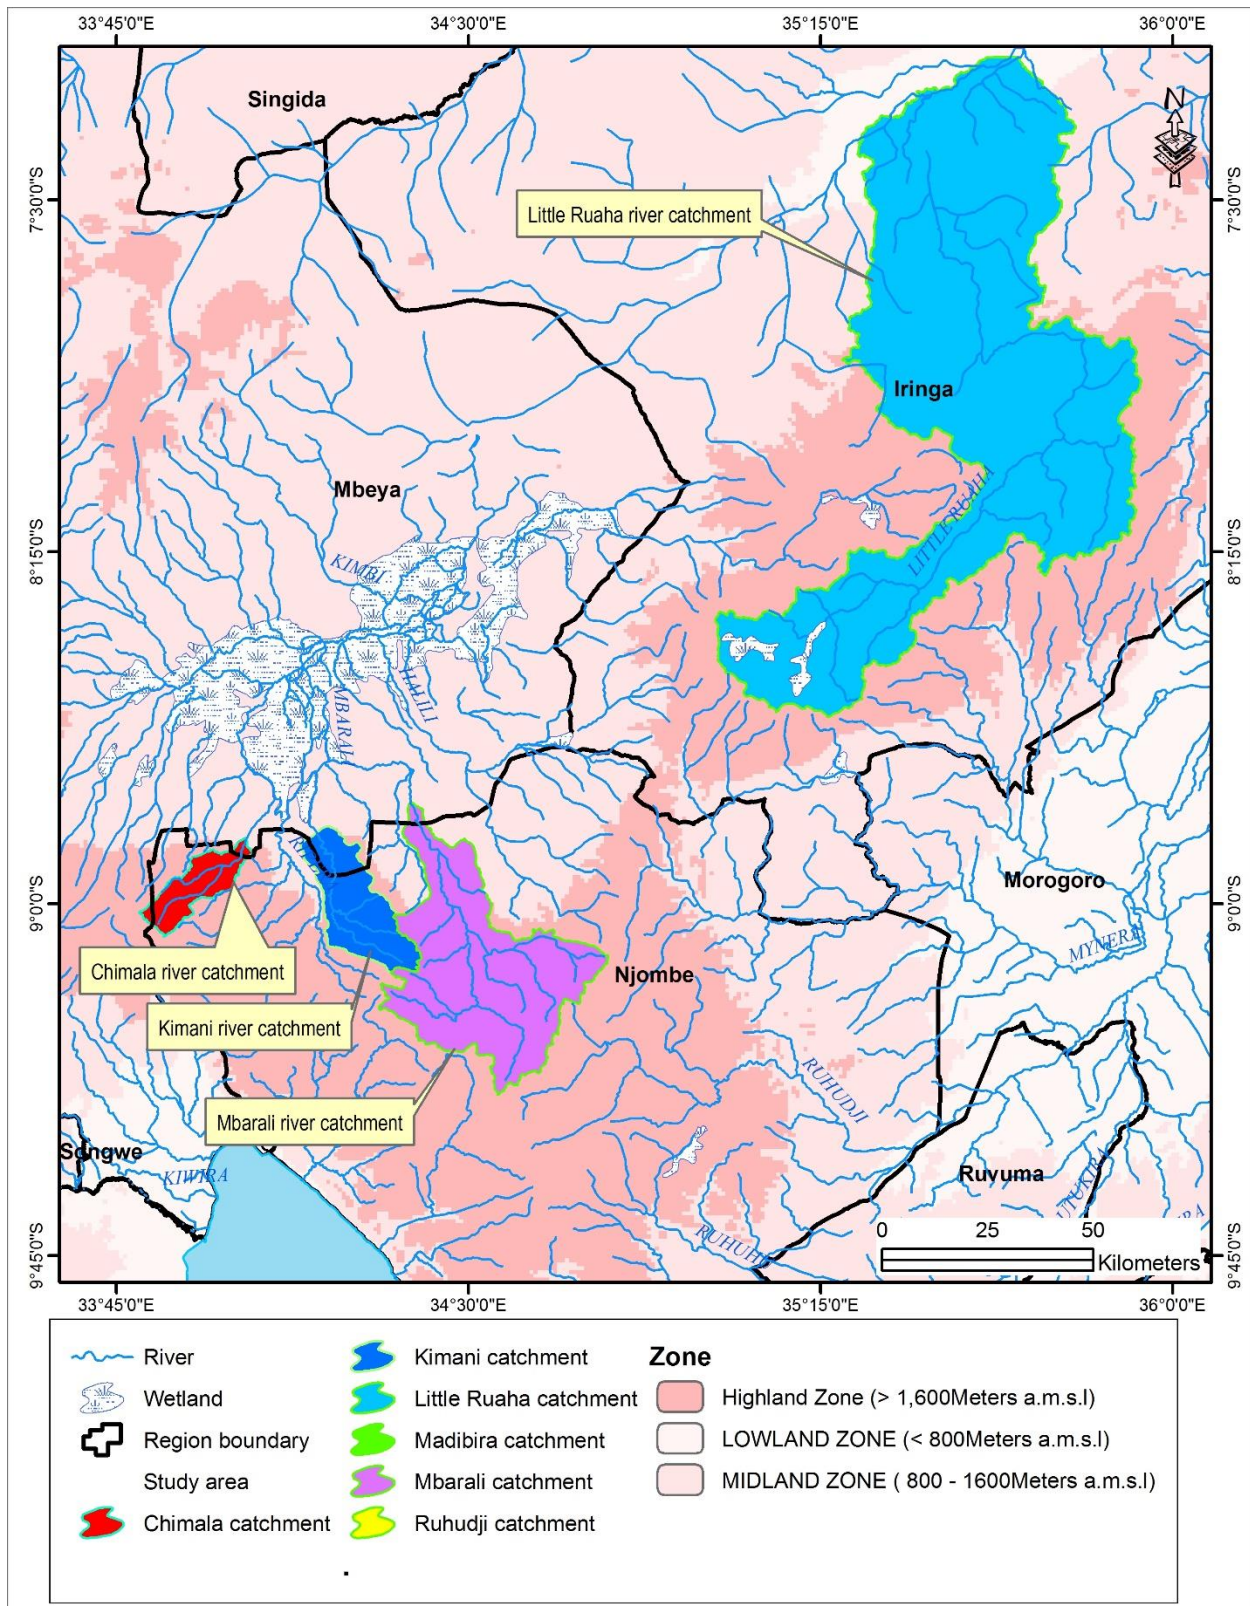 33°45'0"E
34°30'0"E
35°15'0"E
36°0'0"E
Singida
N
7°30'0"S
7°30'0"S
Little Ruaha river catchment
Iringa
Mbeya
LITTLE RUAHA
8°15'0"S
8°15'0"S
KIMBI
HALILI
MBARALI
Morogoro
9°0'0"S
9°0'0"S
MYNERA
Chimala river catchment
Njombe
Kimani river catchment
RUHUDJI
Mbarali river catchment
Songwe
KIWIRA
Ruvuma
0 25 50
Kilometers
9°45'0"S
9°45'0"S
33°45'0"E
34°30'0"E
35°15'0"E
36°0'0"E
River
Wetland
Region boundary
Study area
Chimala catchment
Kimani catchment
Little Ruaha catchment
Madibira catchment
Mbarali catchment
Ruhudji catchment
Zone
Highland Zone (> 1,600Meters a.m.s.l)
LOWLAND ZONE (< 800Meters a.m.s.l)
MIDLAND ZONE ( 800 - 1600Meters a.m.s.l)